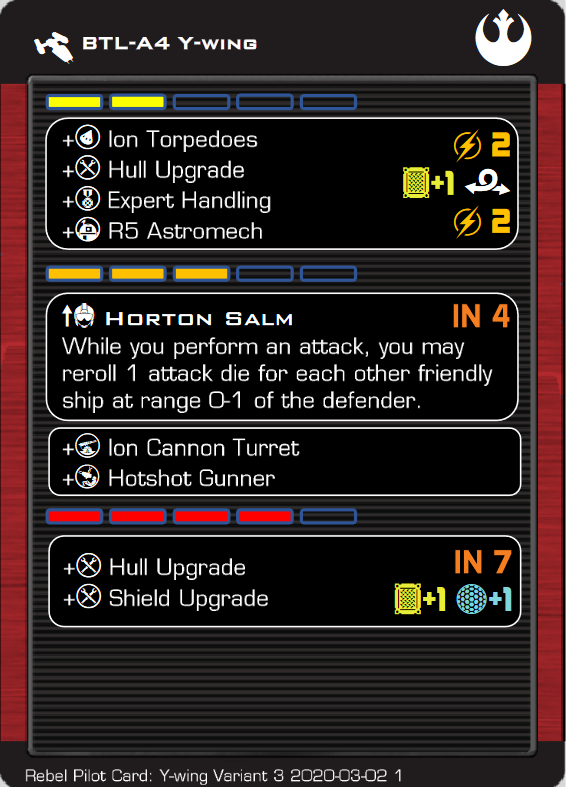 BTL-A4 Y-WING
+ Ion Torpedoes 2
+ Hull Upgrade +1
+ Expert Handling
+ R5 Astromech 2
HORTON SALM IN 4
While you perform an attack, you may
reroll 1 attack die for each other friendly
ship at range 0-1 of the defender.
+ Ion Cannon Turret
+ Hotshot Gunner
+ Hull Upgrade IN 7
+ Shield Upgrade +1 +1
Rebel Pilot Card: Y-wing Variant 3 2020-03-02 1